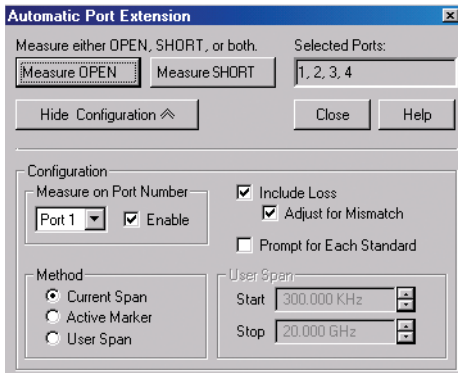 Automatic Port Extension
Measure either OPEN, SHORT, or both.
Selected Ports:
Measure OPEN
Measure SHORT
1, 2, 3, 4
Hide Configuration
Close
Help
Configuration
Measure on Port Number
Port 1
Enable
Include Loss
Adjust for Mismatch
Prompt for Each Standard
Method
Current Span
Active Marker
User Span
User Span
Start
300.000 KHz
Stop
20.000 GHz